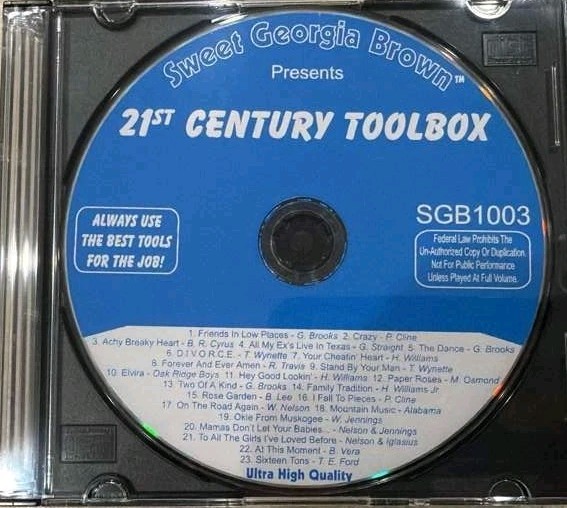 Sweet Georgia Brown™
Presents
21ST CENTURY TOOLBOX
ALWAYS USE
THE BEST TOOLS
FOR THE JOB!
SGB1003
Federal Law Prohibits The
Un-Authorized Copy Or Duplication.
Not For Public Performance
Unless Played At Full Volume.
1. Friends In Low Places - G. Brooks 2. Crazy - P. Cline
3. Achy Breaky Heart - B. R. Cyrus 4. All My Ex's Live In Texas - G. Straight 5. The Dance - G. Brooks
6. D.I.V.O.R.C.E. - T. Wynette 7. Your Cheatin' Heart - H. Williams
8. Forever And Ever Amen - R. Travis 9. Stand By Your Man - T. Wynette
10. Elvira - Oak Ridge Boys 11. Hey Good Lookin' - H. Williams 12. Paper Roses - M. Osmond
13. Two Of A Kind - G. Brooks 14. Family Tradition - H. Williams Jr
15. Rose Garden - B. Lee 16. I Fall To Pieces - P. Cline
17. On The Road Again - W. Nelson 18. Mountain Music - Alabama
19. Okie From Muskogee - W. Jennings
20. Mamas Don't Let Your Babies... - Nelson & Jennings
21. To All The Girls I've Loved Before - Nelson & Iglasius
22. At This Moment - B. Vera
23. Sixteen Tons - T. E. Ford
Ultra High Quality